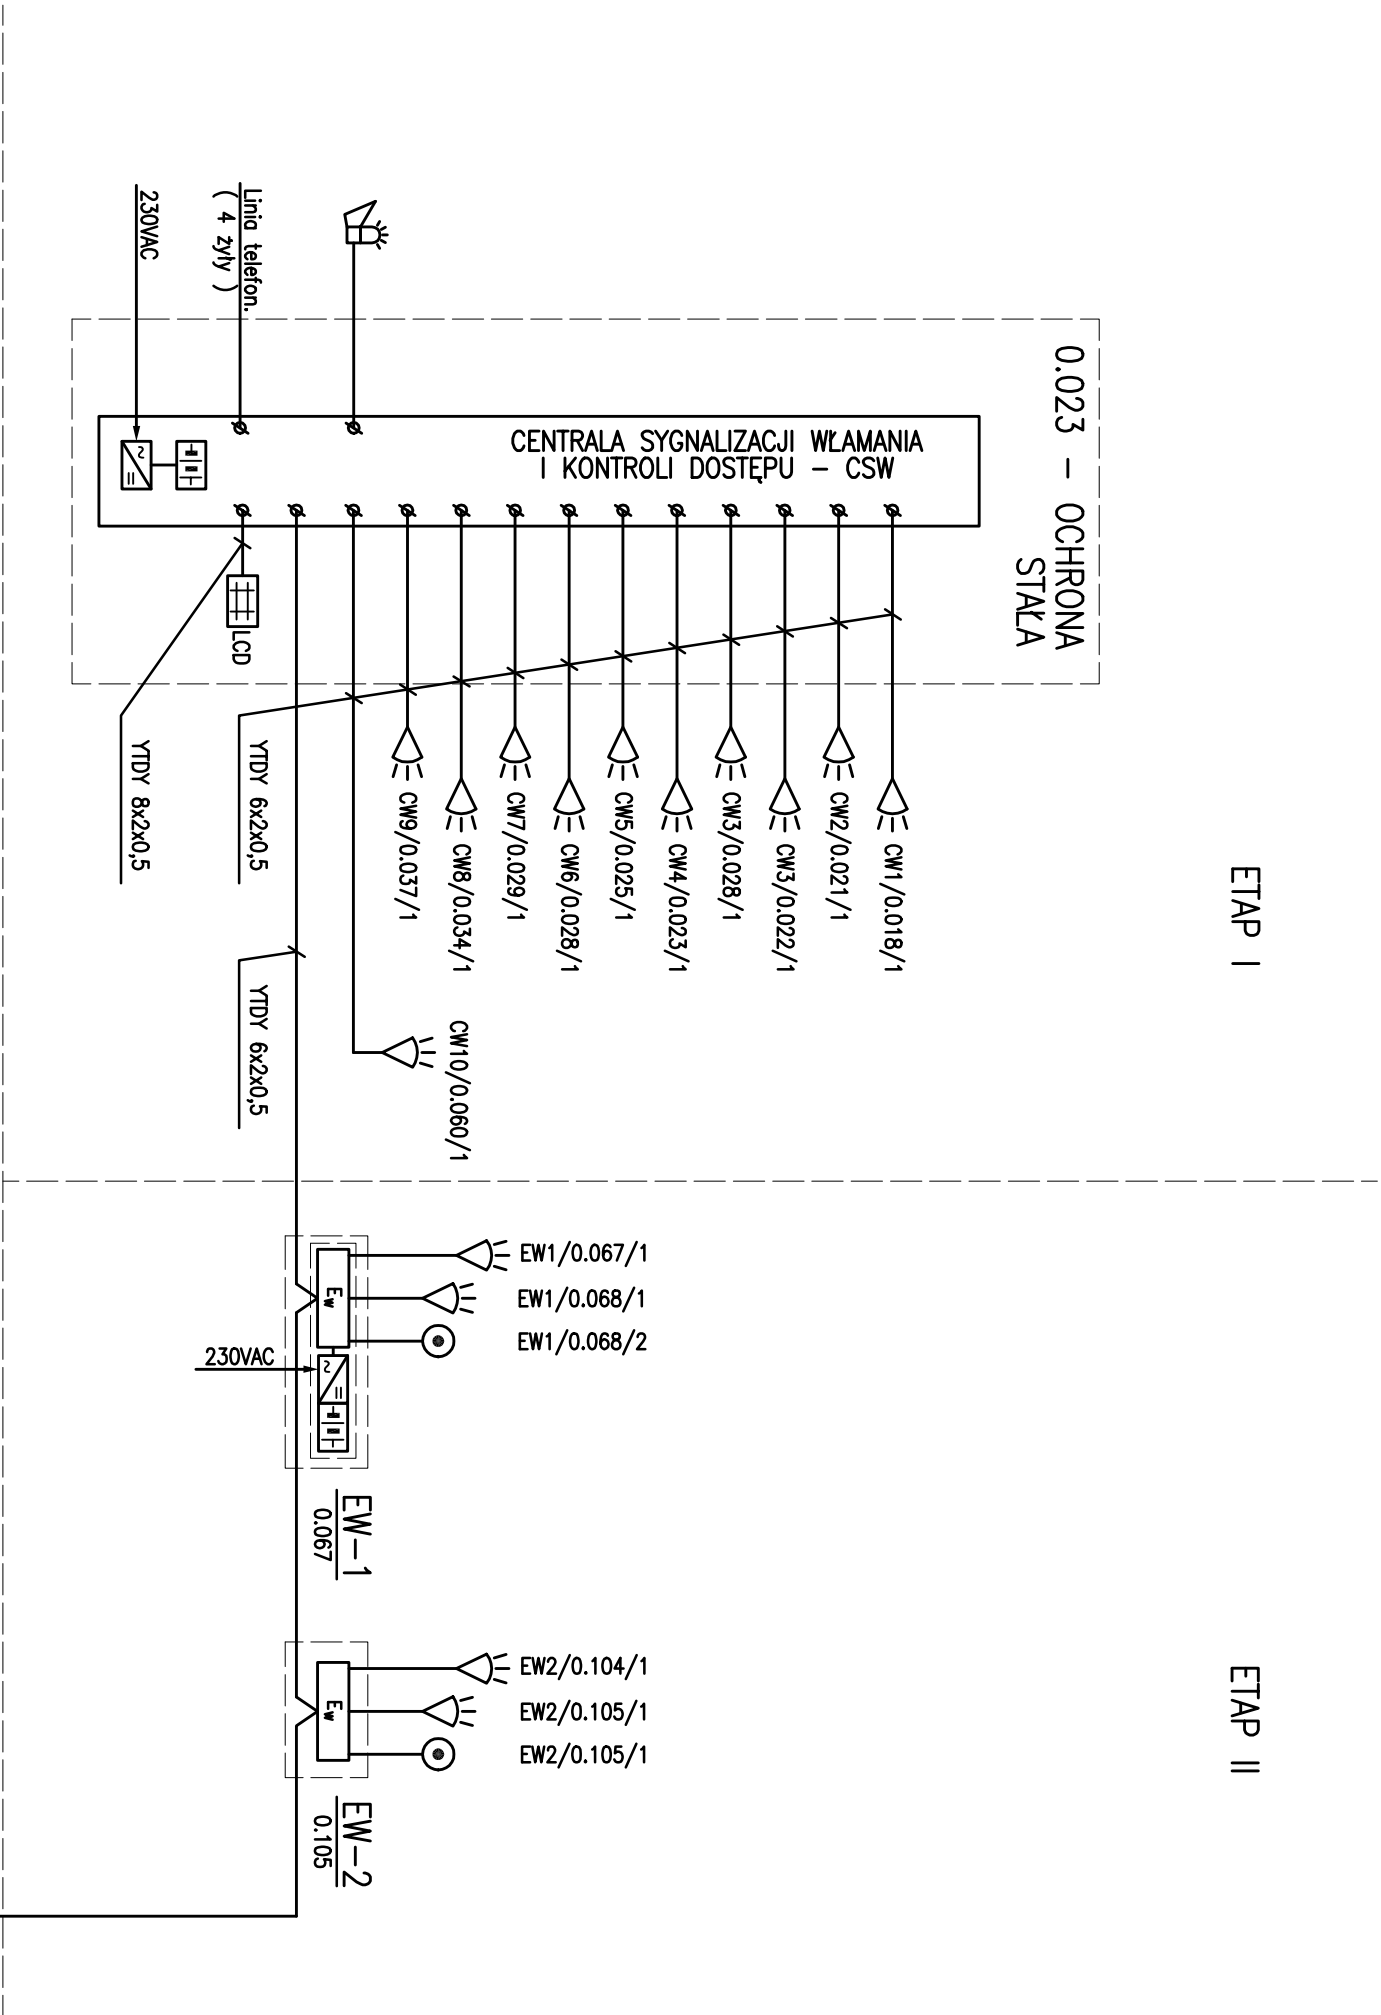 ETAP I
ETAP II
0.023 - OCHRONA
STAŁA
CENTRALA SYGNALIZACJI WŁAMANIA
I KONTROLI DOSTĘPU - CSW
Linia telefon.
( 4 żyły )
230VAC
LCD
CW1/0.018/1
CW2/0.021/1
CW3/0.022/1
CW3/0.028/1
CW4/0.023/1
CW5/0.025/1
CW6/0.028/1
CW7/0.029/1
CW8/0.034/1
CW9/0.037/1
CW10/0.060/1
YTDY 6x2x0,5
YTDY 8x2x0,5
YTDY 6x2x0,5
EW1/0.067/1
EW1/0.068/1
EW1/0.068/2
Ew
230VAC
EW-1
0.067
EW2/0.104/1
EW2/0.105/1
EW2/0.105/1
Ew
EW-2
0.105